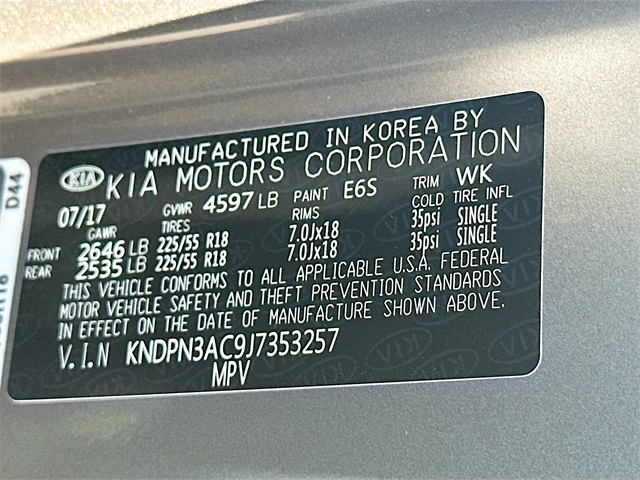 MANUFACTURED IN KOREA BY
KIA KIA MOTORS CORPORATION
07/17 GVWR 4597 LB PAINT E6S TRIM WK
GAWR TIRES RIMS COLD TIRE INFL
FRONT 2646 LB 225/55 R18 7.0Jx18 35psi SINGLE
REAR 2535 LB 225/55 R18 7.0Jx18 35psi SINGLE
THIS VEHICLE CONFORMS TO ALL APPLICABLE U.S.A. FEDERAL
MOTOR VEHICLE SAFETY AND THEFT PREVENTION STANDARDS
IN EFFECT ON THE DATE OF MANUFACTURE SHOWN ABOVE.
V.I.N KNDPN3AC9J7353257
MPV
D44